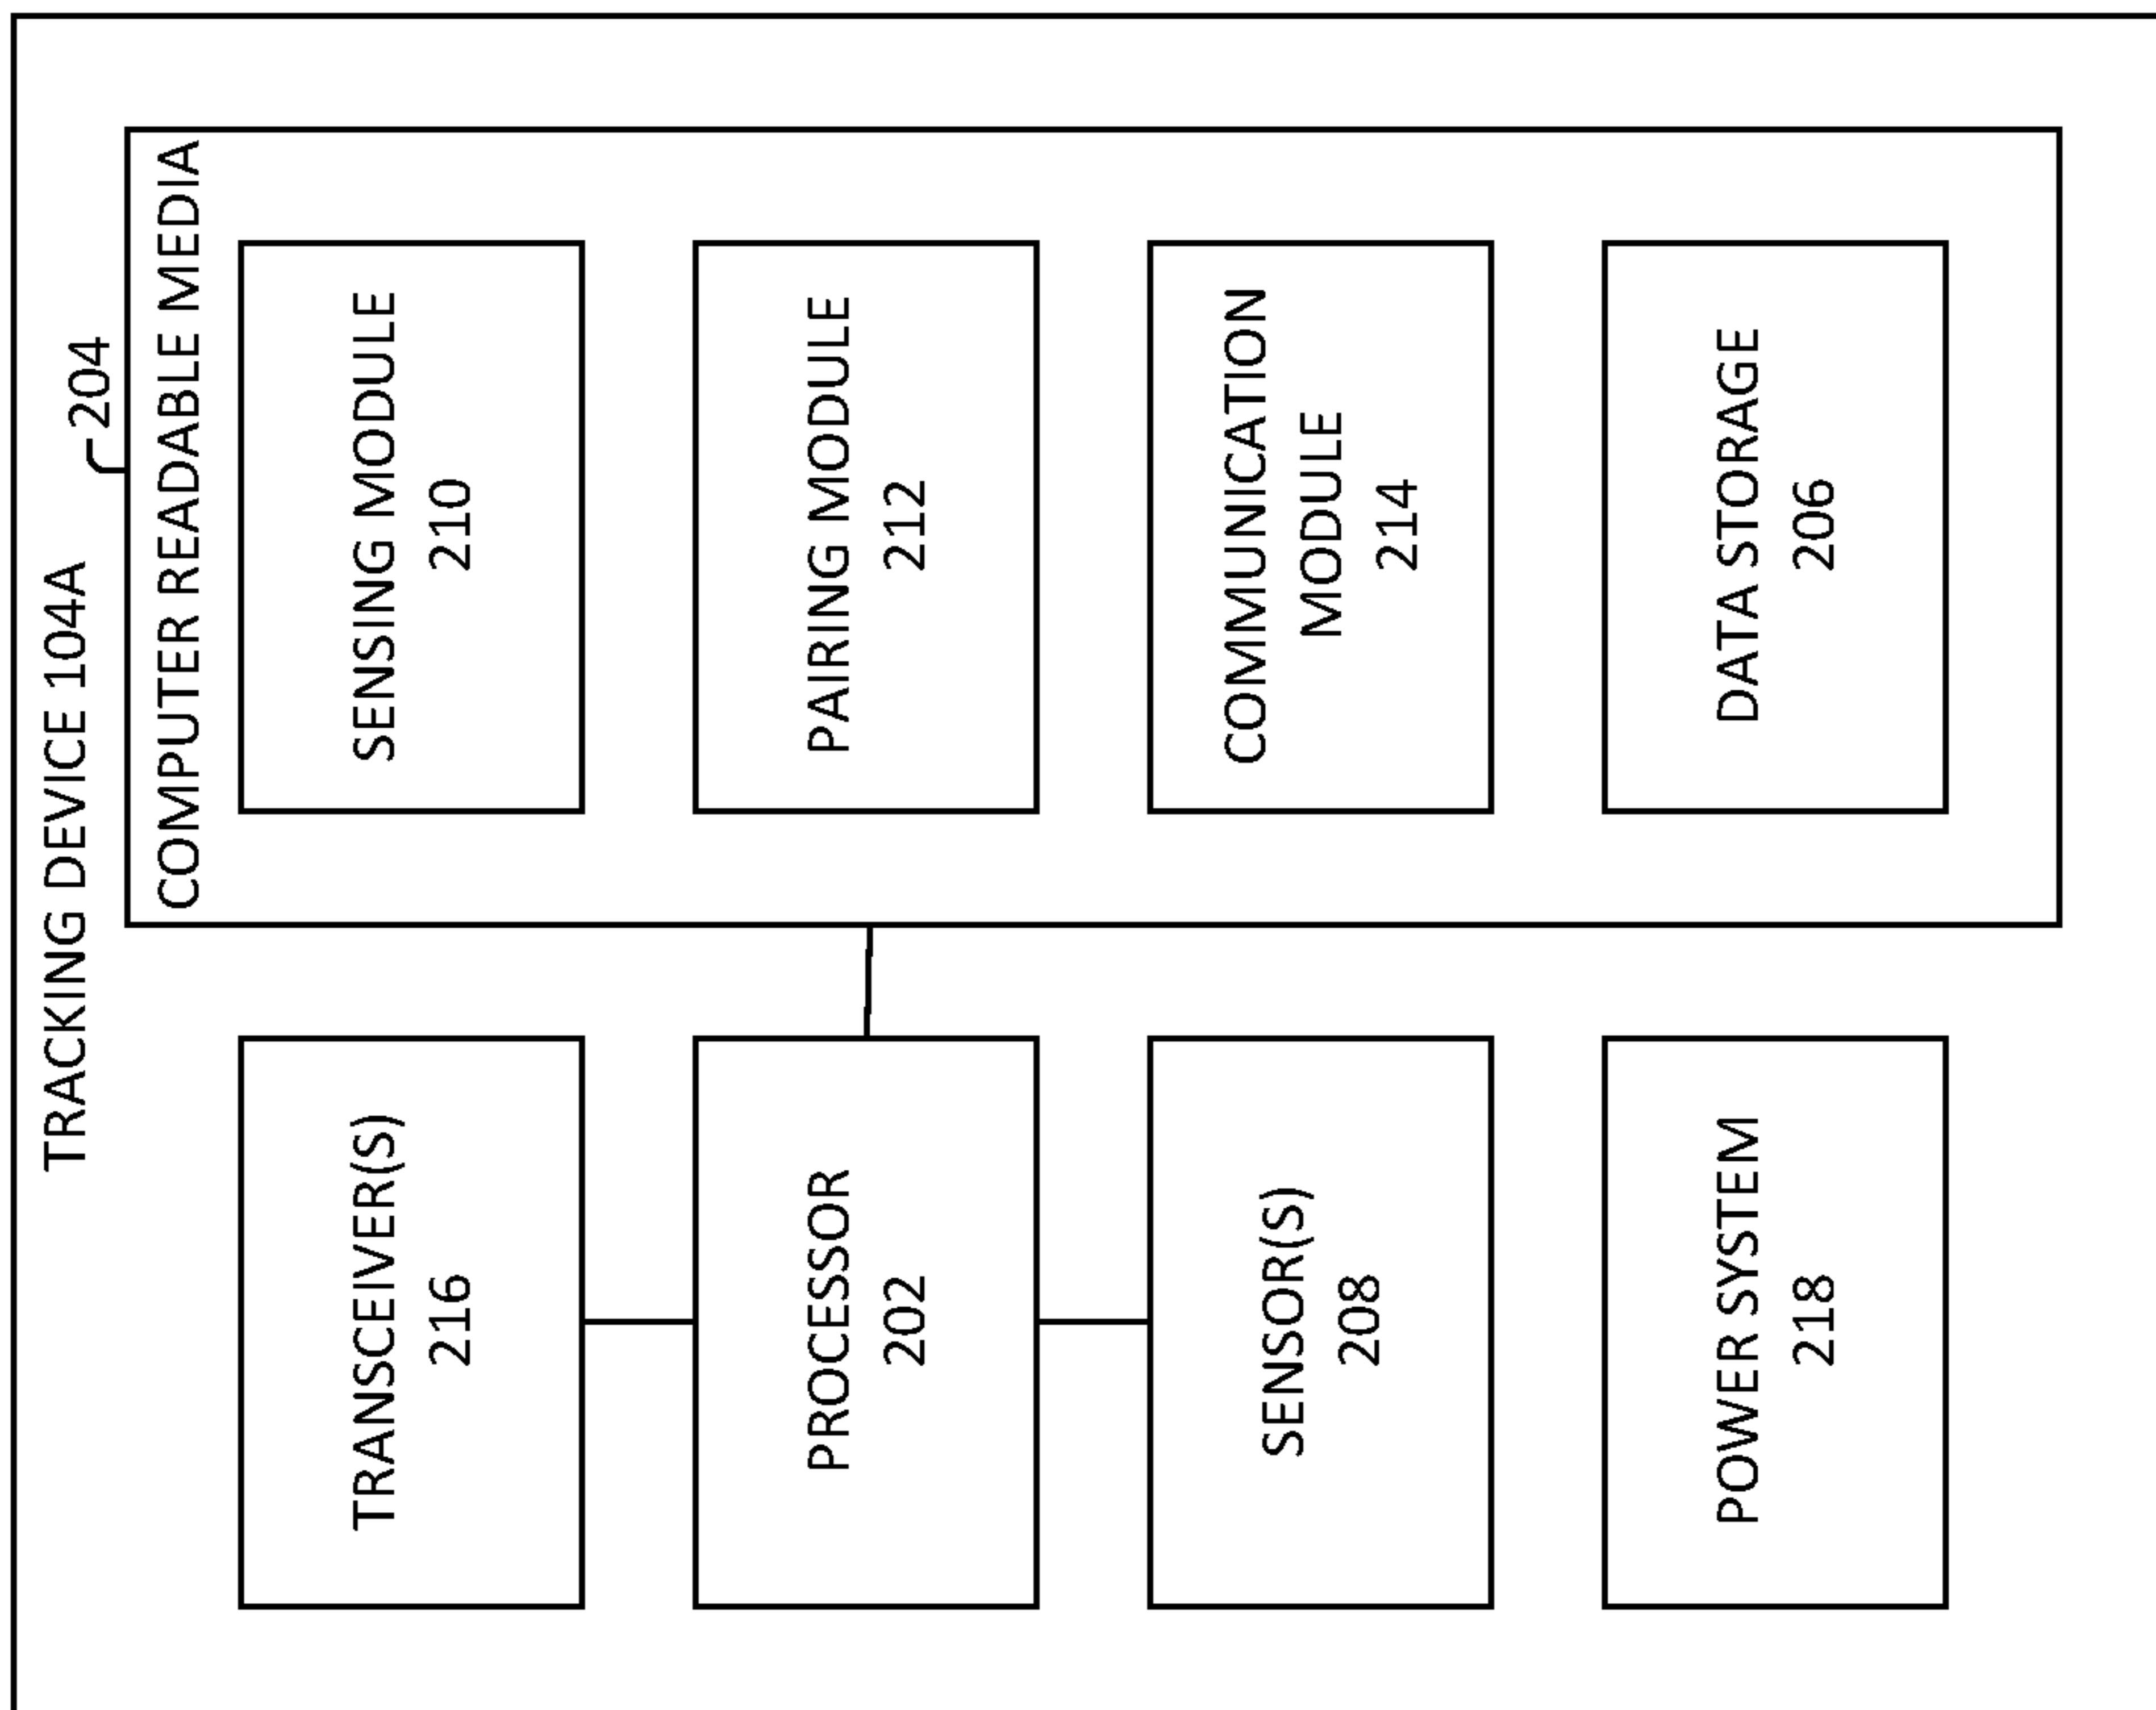 TRACKING DEVICE 104A
204
COMPUTER READABLE MEDIA
TRANSCEIVER(S)
216
SENSING MODULE
210
PROCESSOR
202
PAIRING MODULE
212
SENSOR(S)
208
COMMUNICATION
MODULE
214
POWER SYSTEM
218
DATA STORAGE
206